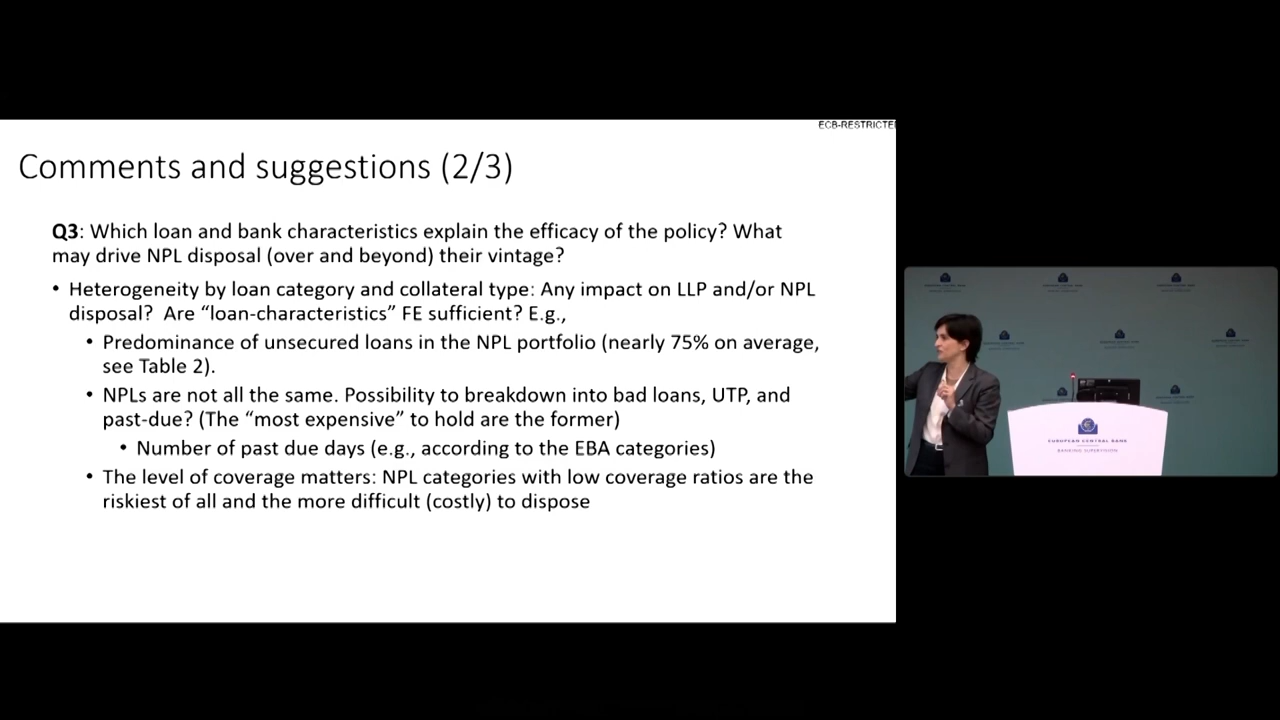 ECB-RESTRICTE
Comments and suggestions (2/3)
Q3: Which loan and bank characteristics explain the efficacy of the policy? What
may drive NPL disposal (over and beyond) their vintage?
• Heterogeneity by loan category and collateral type: Any impact on LLP and/or NPL
disposal? Are “loan-characteristics” FE sufficient? E.g.,
• Predominance of unsecured loans in the NPL portfolio (nearly 75% on average,
see Table 2).
• NPLs are not all the same. Possibility to breakdown into bad loans, UTP, and
past-due? (The “most expensive” to hold are the former)
• Number of past due days (e.g., according to the EBA categories)
• The level of coverage matters: NPL categories with low coverage ratios are the
riskiest of all and the more difficult (costly) to dispose
EUROPEAN CENTRAL BANK
BANKING SUPERVISION